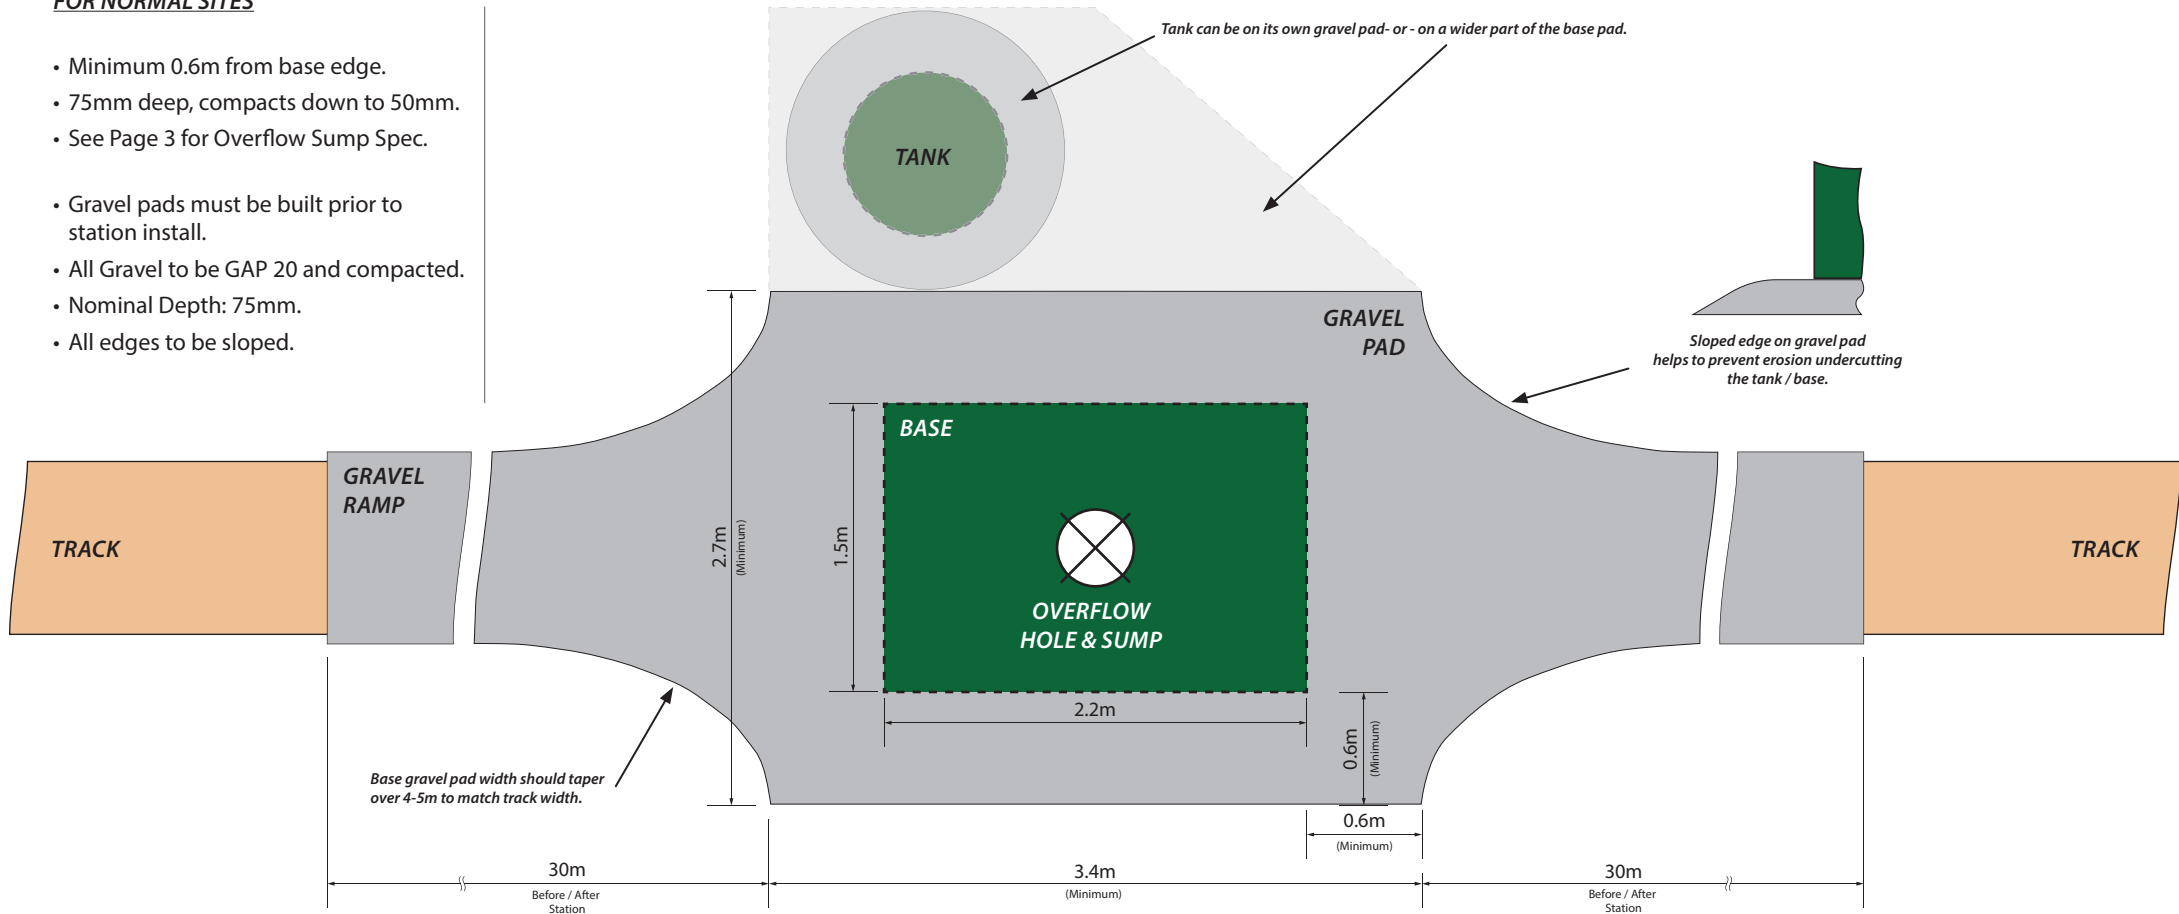 FOR NORMAL SITES
• Minimum 0.6m from base edge.
• 75mm deep, compacts down to 50mm.
• See Page 3 for Overflow Sump Spec.
• Gravel pads must be built prior to
station install.
• All Gravel to be GAP 20 and compacted.
• Nominal Depth: 75mm.
• All edges to be sloped.
Tank can be on its own gravel pad- or - on a wider part of the base pad.
TANK
GRAVEL
PAD
Sloped edge on gravel pad
helps to prevent erosion undercutting
the tank / base.
BASE
GRAVEL
RAMP
TRACK
2.7m
(Minimum)
1.5m
OVERFLOW
HOLE & SUMP
TRACK
2.2m
0.6m
(Minimum)
Base gravel pad width should taper
over 4-5m to match track width.
0.6m
(Minimum)
30m
Before / After
Station
3.4m
(Minimum)
30m
Before / After
Station